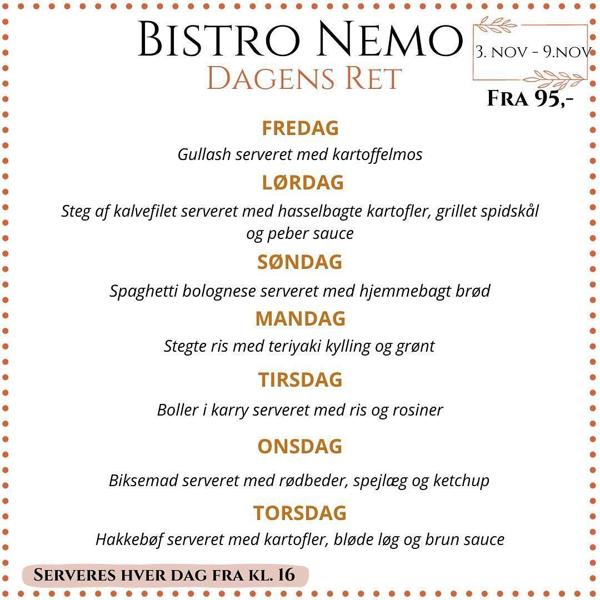 Bistro Nemo
3. nov - 9.nov
Dagens Ret
Fra 95,-
FREDAG
Gullash serveret med kartoffelmos
LØRDAG
Steg af kalvefilet serveret med hasselbagte kartofler, grillet spidskål
og peber sauce
SØNDAG
Spaghetti bolognese serveret med hjemmebagt brød
MANDAG
Stegte ris med teriyaki kylling og grønt
TIRSDAG
Boller i karry serveret med ris og rosiner
ONSDAG
Biksemad serveret med rødbeder, spejlæg og ketchup
TORSDAG
Hakkebøf serveret med kartofler, bløde løg og brun sauce
Serveres hver dag fra kl. 16